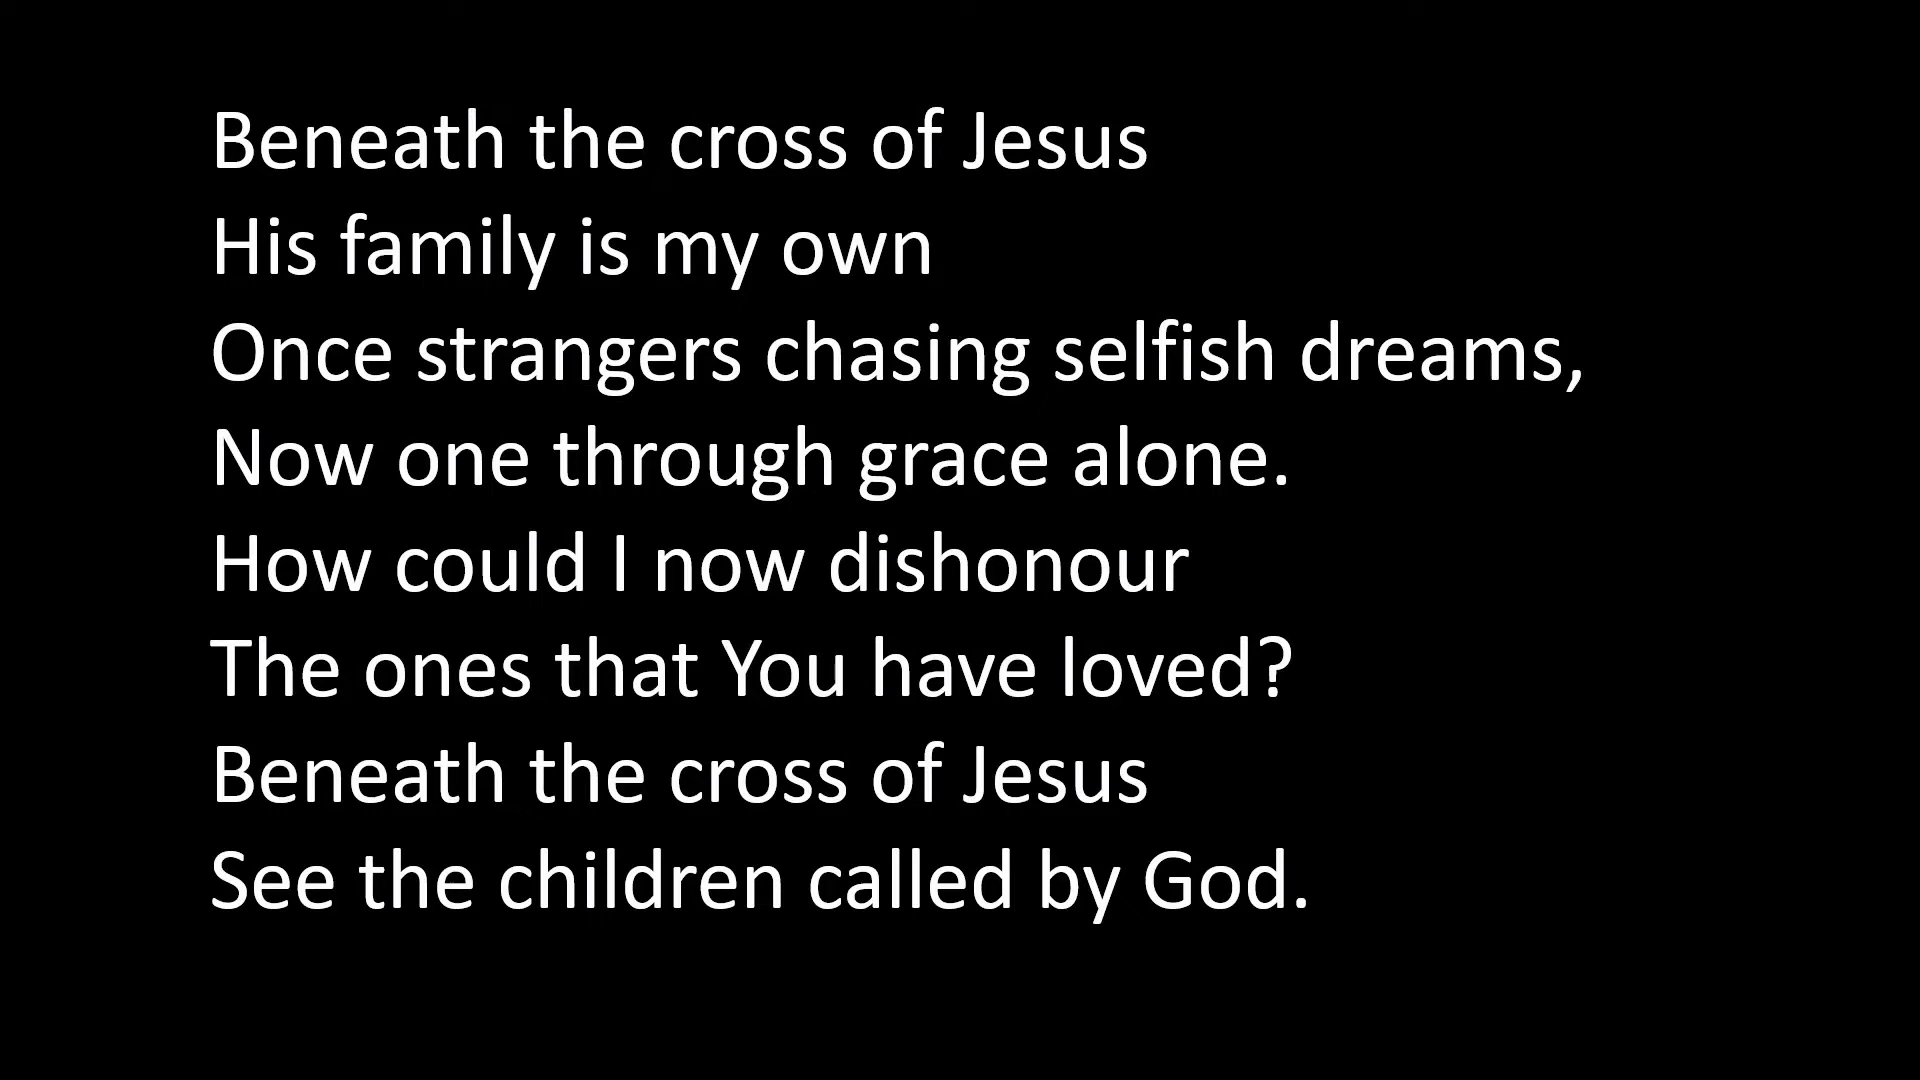 Beneath the cross of Jesus
His family is my own
Once strangers chasing selfish dreams,
Now one through grace alone.
How could I now dishonour
The ones that You have loved?
Beneath the cross of Jesus
See the children called by God.